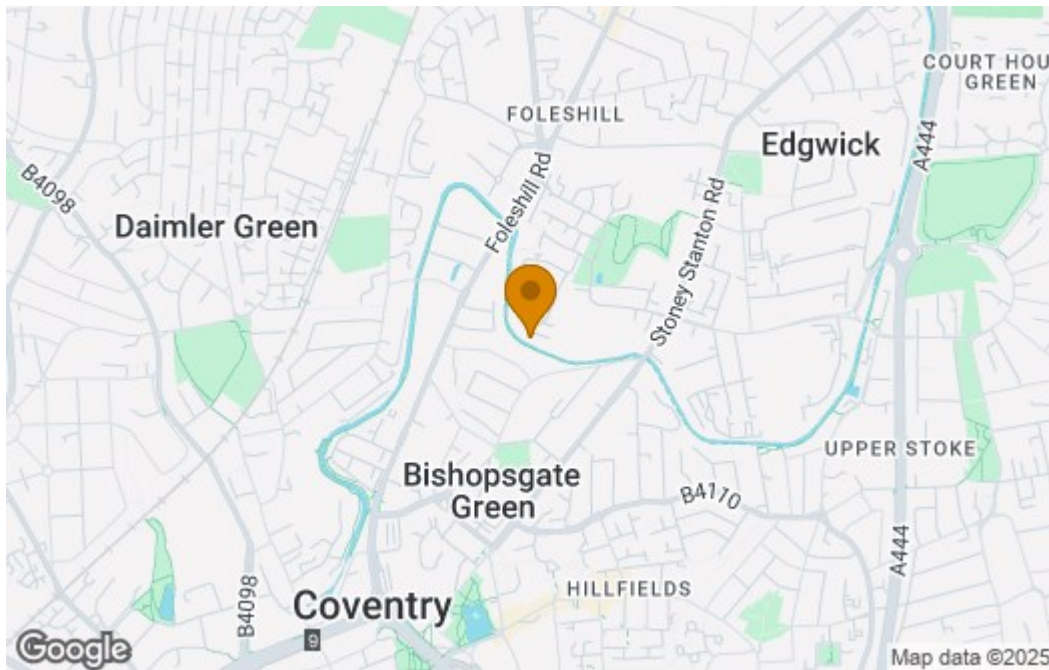 COURT HOU
GREEN
FOLESHILL
Edgwick
A444
B4098
Foleshill Rd
Stoney Stanton Rd
Daimler Green
UPPER STOKE
Bishopsgate
Green
B4110
A444
B4098
HILLFIELDS
Coventry
9
Google
Map data ©2025